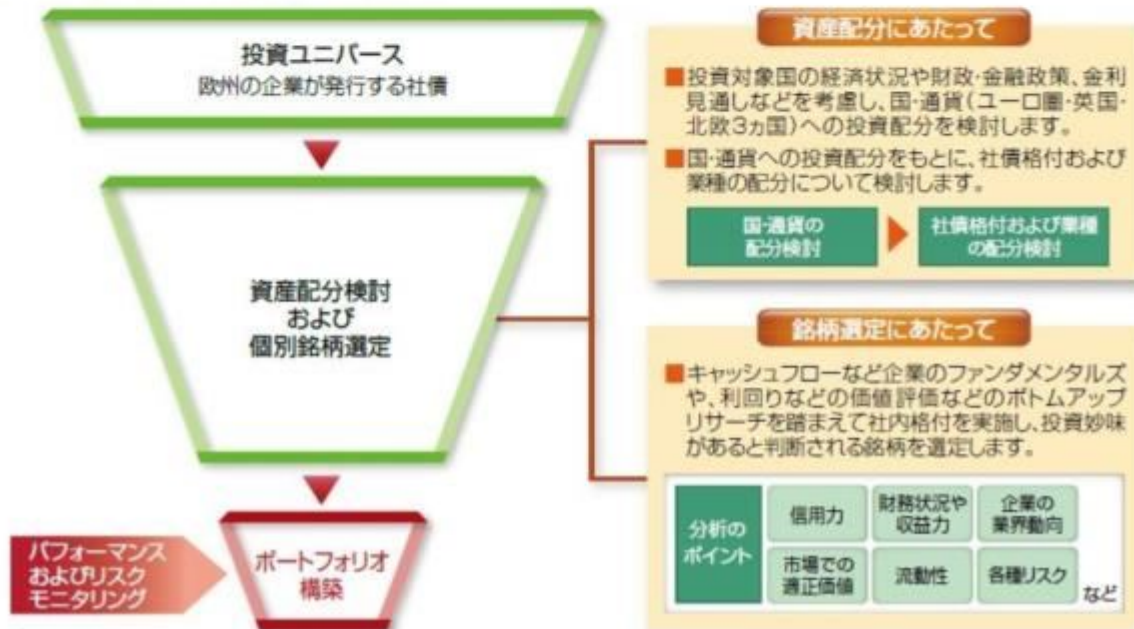 投資ユニバース
欧州の企業が発行する社債
資産配分検討
および
個別銘柄選定
パフォーマンス
およびリスク
モニタリング
ポートフォリオ
構築
資産配分にあたって
■投資対象国の経済状況や財政・金融政策、金利
見通しなどを考慮し、国・通貨(ユーロ圏・英国・
北欧3ヵ国)への投資配分を検討します。
■国・通貨への投資配分をもとに、社債格付および
業種の配分について検討します。
国・通貨の
配分検討
社債格付および業種
の配分検討
銘柄選定にあたって
■キャッシュフローなど企業のファンダメンタルズ
や、利回りなどの価値評価などのボトムアップ
リサーチを踏まえて社内格付を実施し、投資妙味
があると判断される銘柄を選定します。
分析の
ポイント
信用力
財務状況や
収益力
企業の
業界動向
市場での
適正価値
流動性
各種リスク
など